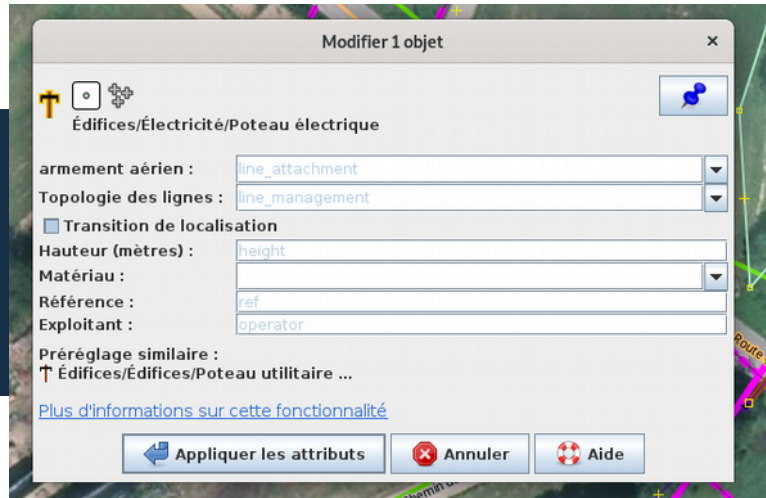 Modifier 1 objet
Édifices/Électricité/Poteau électrique
armement aérien : line_attachment
Topologie des lignes : line_management
Transition de localisation
Hauteur (mètres) : height
Matériau :
Référence : ref
Exploitant : operator
Préréglage similaire :
Édifices/Édifices/Poteau utilitaire ...
Plus d'informations sur cette fonctionnalité
Appliquer les attributs Annuler Aide
Route
Chemin d